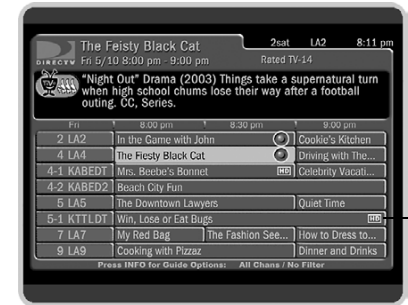 The Feisty Black Cat 2sat LA2 8:11 pm
DIRECTV Fri 5/10 8:00 pm - 9:00 pm Rated TV-14
"Night Out" Drama (2003) Things take a supernatural turn
when high school chums lose their way after a football
outing. CC, Series.
Fri 8:00 pm 8:30 pm 9:00 pm
2 LA2 In the Game with John Cookie's Kitchen
4 LA4 The Fiesty Black Cat Driving with The...
4-1 KABEDT Mrs. Beebe's Bonnet HD Celebrity Vacati...
4-2 KABED2 Beach City Fun
5 LA5 The Downtown Lawyers Quiet Time
5-1 KTTLDT Win, Lose or Eat Bugs HD
7 LA7 My Red Bag The Fashion See... How to Dress to...
9 LA9 Cooking with Pizzaz Dinner and Drinks
Press INFO for Guide Options: All Chans / No Filter